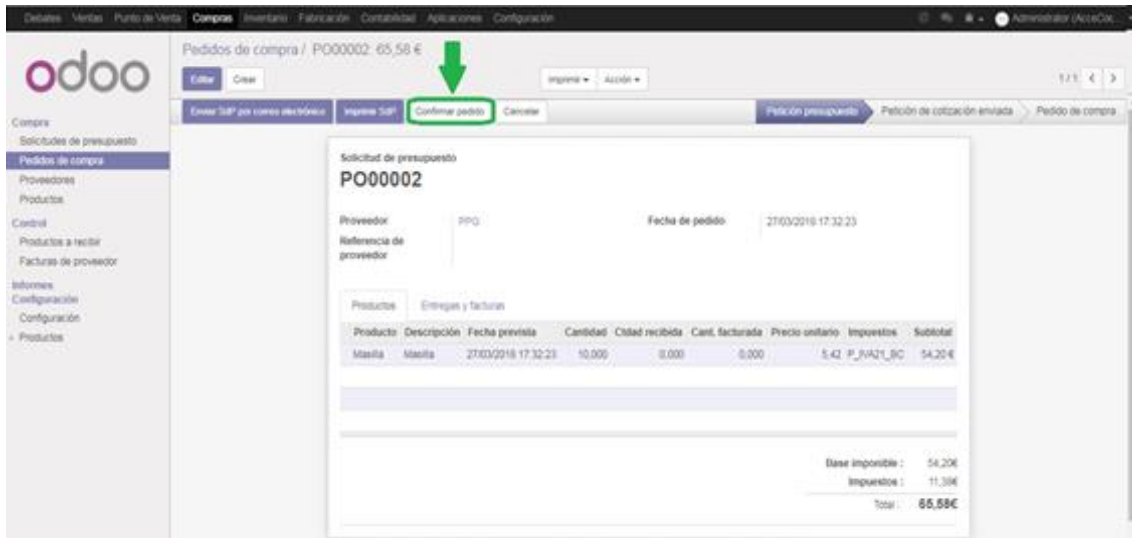 Debates Ventas Punto de Venta Compras Inventario Fabricación Contabilidad Aplicaciones Configuración Administrator (AcceCoc...
odoo
Pedidos de compra / PO00002 65,58 €
Editar Crear Imprimir Acción 1/1
Enviar SdP por correo electrónico Imprimir SdP Confirmar pedido Cancelar Petición presupuesto Petición de cotización enviada Pedido de compra
Compra
Solicitudes de presupuesto
Pedidos de compra
Proveedores
Productos
Control
Productos a recibir
Facturas de proveedor
Informes
Configuración
Configuración
Productos
Solicitud de presupuesto
PO00002
Proveedor PPG Fecha de pedido 27/03/2018 17:32:23
Referencia de
proveedor
Productos Entregas y facturas
Producto Descripción Fecha prevista Cantidad Ctdad recibida Cant. facturada Precio unitario Impuestos Subtotal
Masilla Masilla 27/03/2018 17:32:23 10,000 0,000 0,000 5,42 P_IVA21_BC 54,20 €
Base imponible : 54,20€
Impuestos : 11,38€
Total : 65,58€